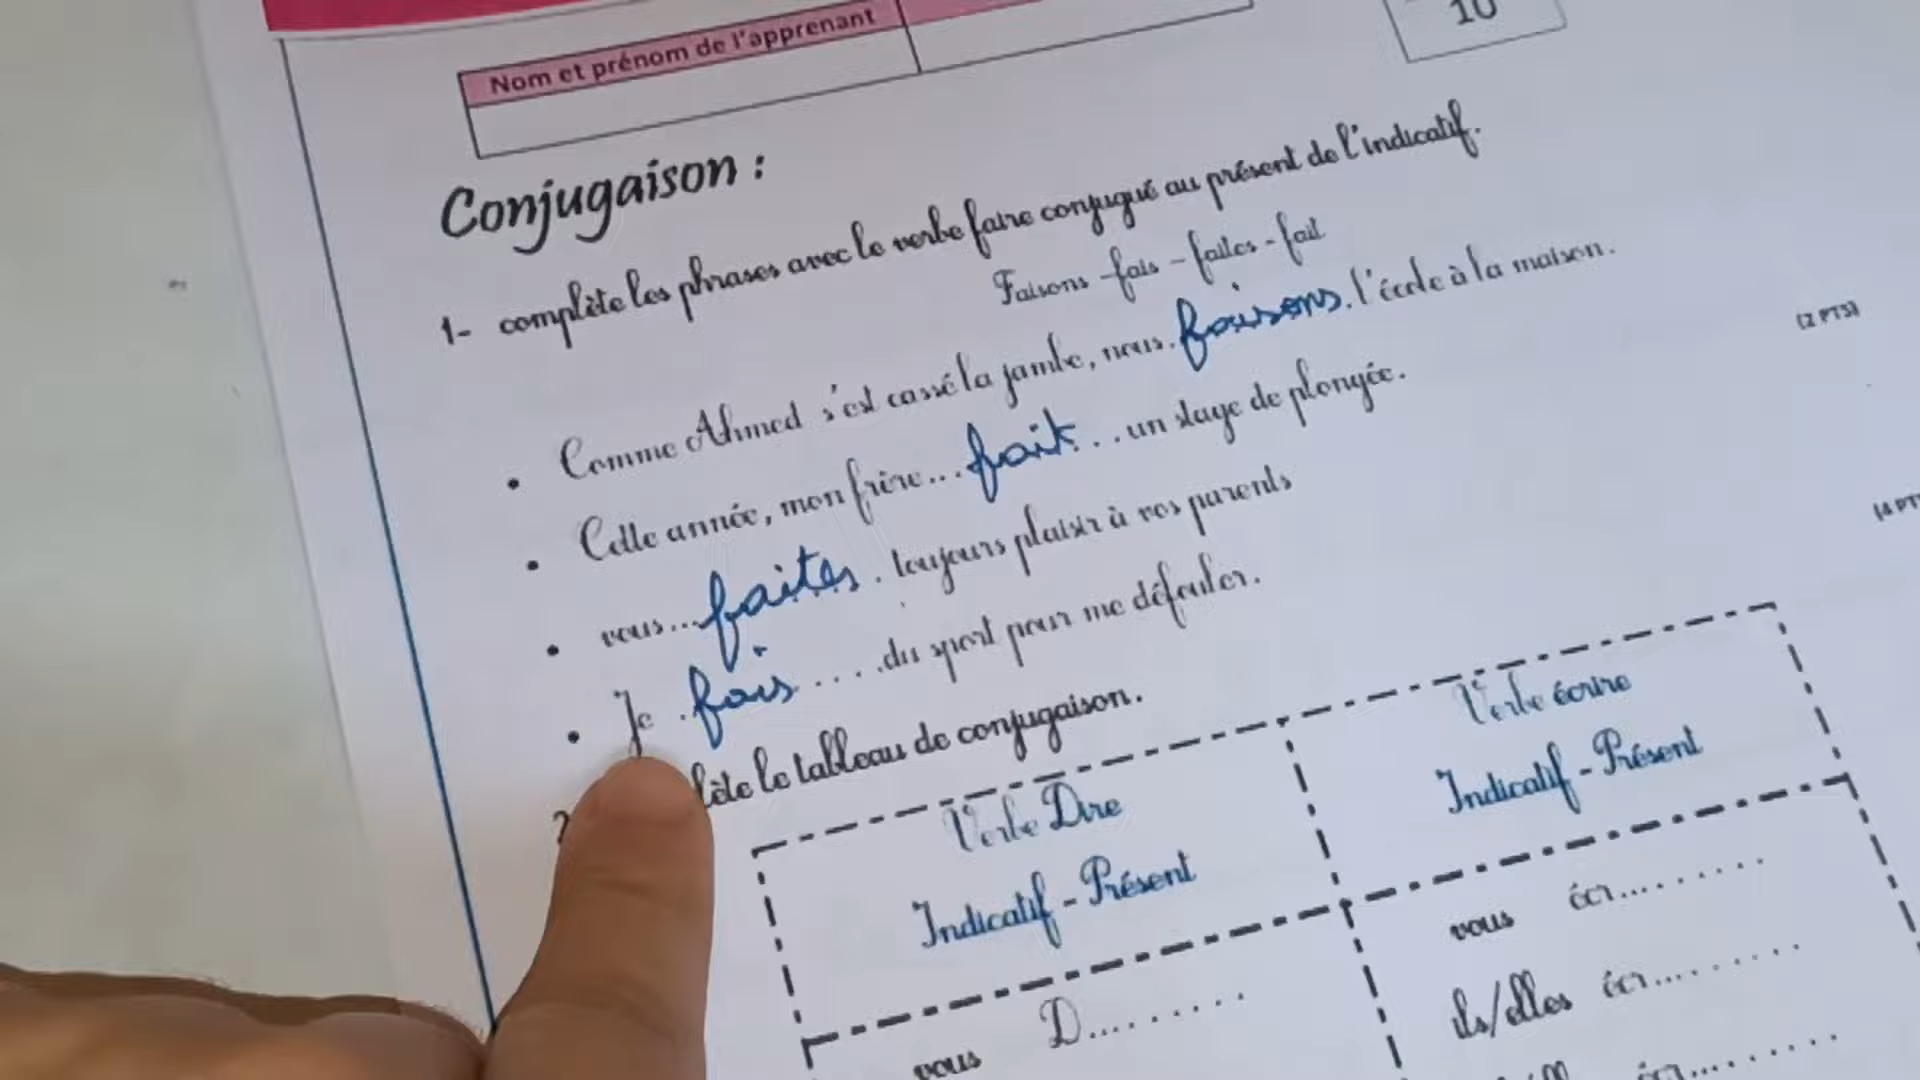 Nom et prénom de l'apprenant
10
Conjugaison :
1- complète les phrases avec le verbe faire conjugué au présent de l'indicatif.
Faisons - fais - faites - fait
(2 PTS)
• Comme Ahmed s'est cassé la jambe, nous . faisons. l'école à la maison.
• Cette année, mon frère... fait... un stage de plongée.
• vous... faites. toujours plaisir à vos parents
• Je . fais .....du sport pour me défouler.
lète le tableau de conjugaison.
(4 PT
Verbe Dire
Indicatif - Présent
Verbe écrire
Indicatif - Présent
vous D..........
vous écr..........
ils/elles écr..........
écr..........